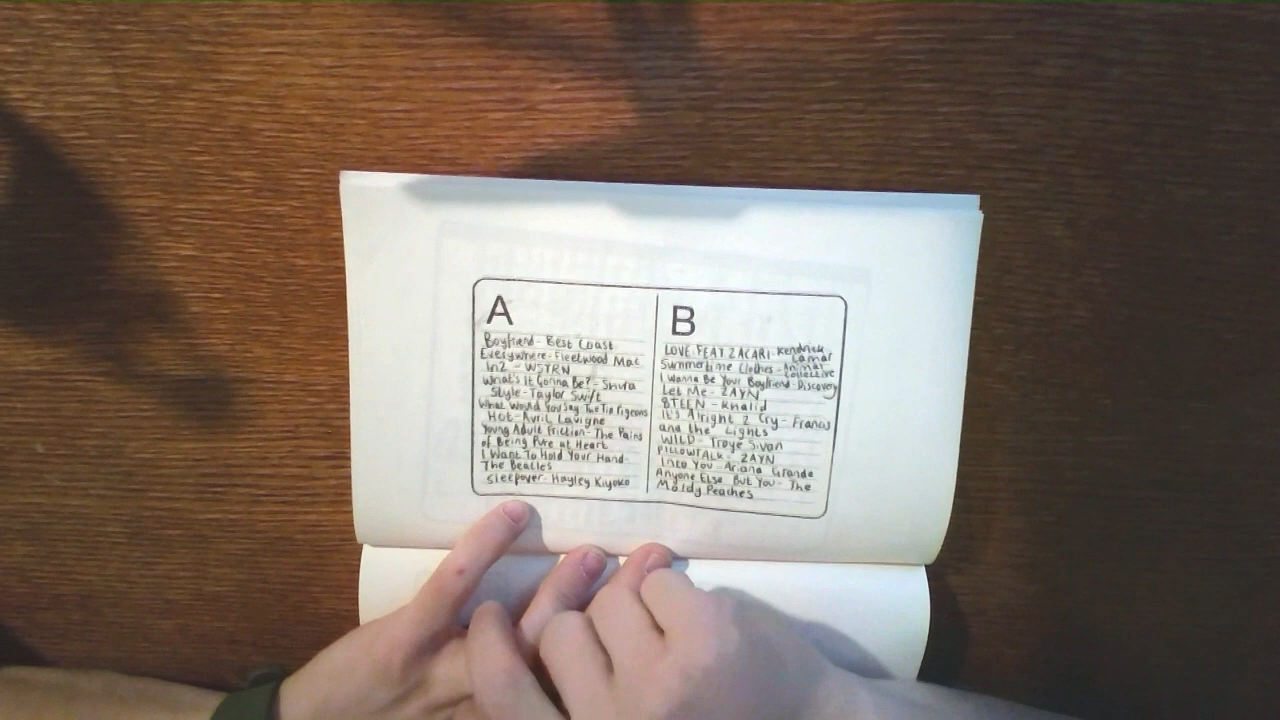 A
Boyfriend - Best Coast
Everywhere - Fleetwood Mac
In2 - WSTRN
What's It Gonna Be? - Shura
Style - Taylor Swift
What Would You Say The Tin Pigeons
Hot - Avril Lavigne
Young Adult Friction - The Pains
of Being Pure at Heart
I Want To Hold Your Hand -
The Beatles
Sleepover - Hayley Kiyoko
B
LOVE FEAT ZACARI - Kendrick
Lamar
Summertime Clothes - Animal
Collective
I Wanna Be Your Boyfriend - Discovery
Let Me - ZAYN
8TEEN - Khalid
It's Alright 2 Cry - Francis
and the Lights
WILD - Troye Sivan
PILLOWTALK - ZAYN
Into You - Ariana Grande
Anyone Else But You - The
Moldy Peaches